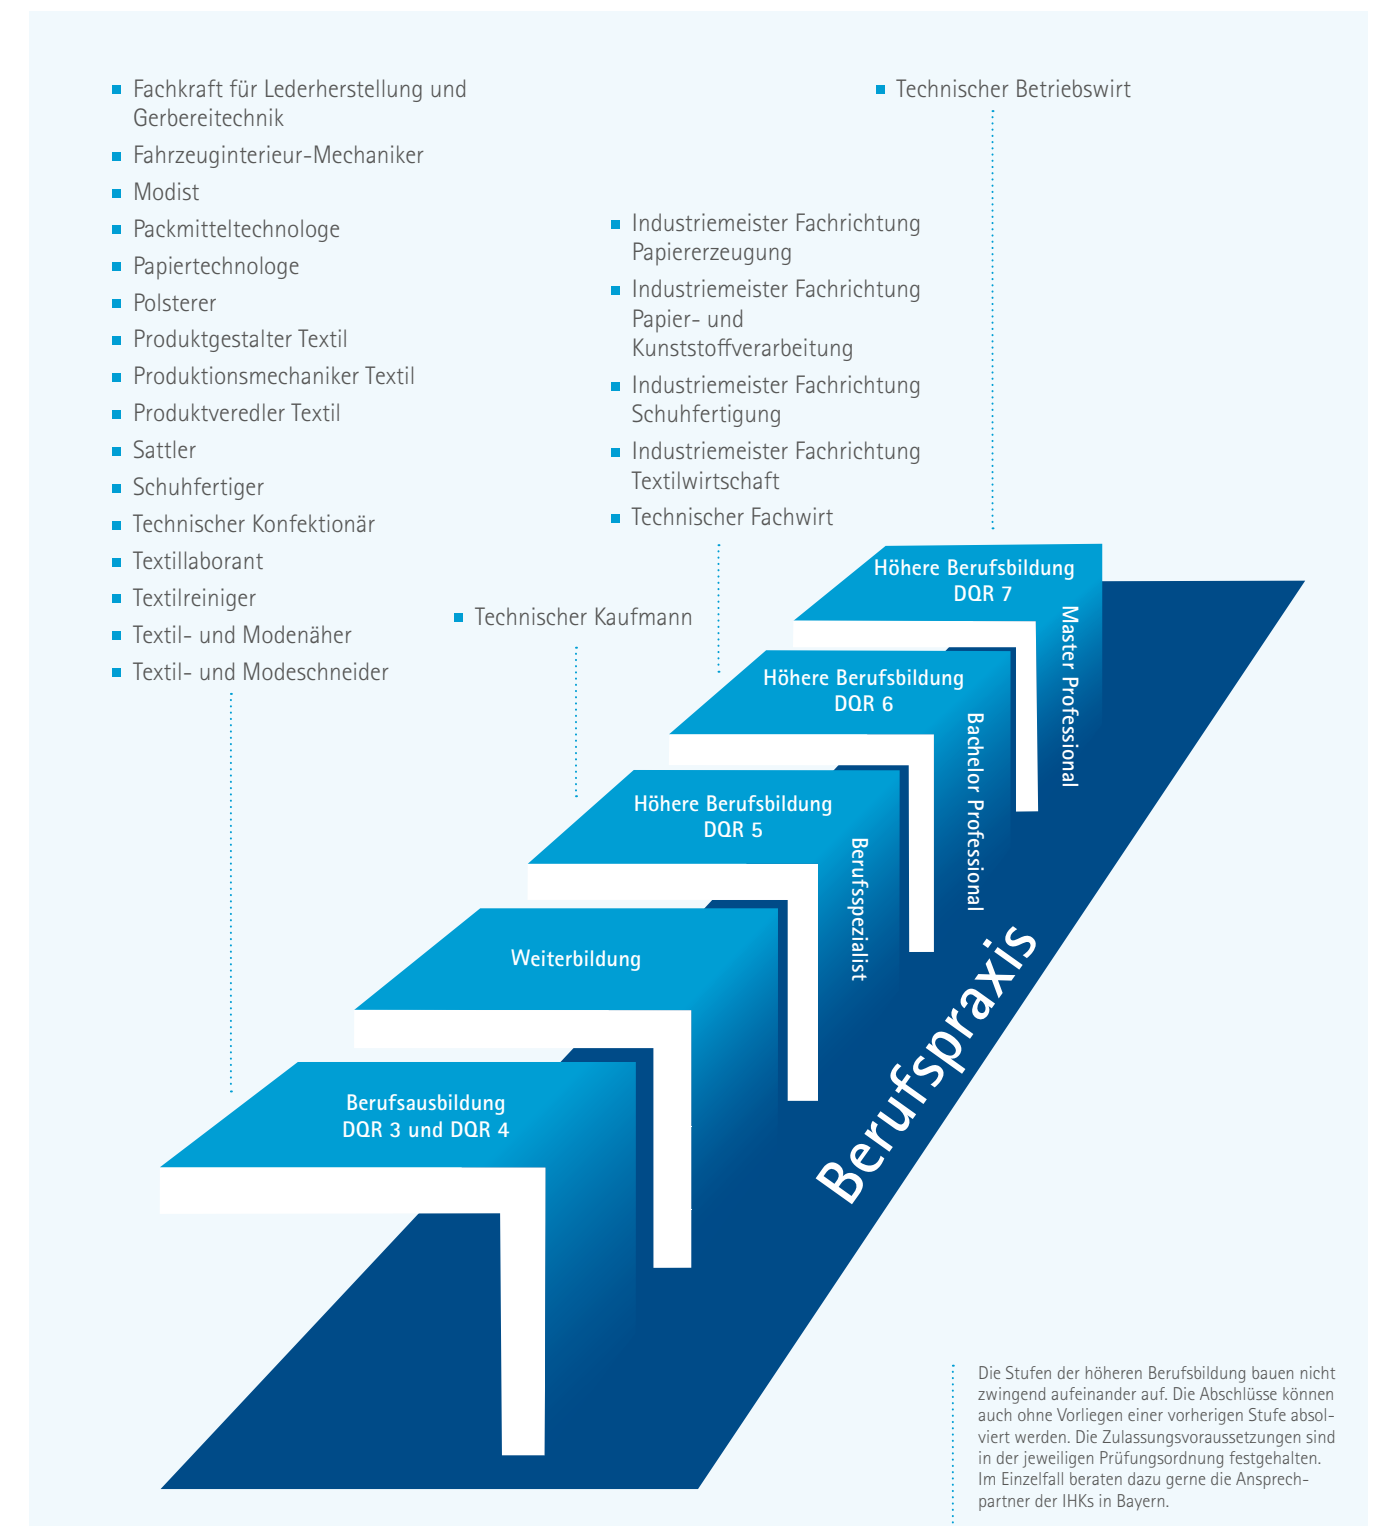 Fachkraft für Lederherstellung und
Gerbereitechnik
Fahrzeuginterieur-Mechaniker
Modist
Packmitteltechnologe
Papiertechnologe
Polsterer
Produktgestalter Textil
Produktionsmechaniker Textil
Produktveredler Textil
Sattler
Schuhfertiger
Technischer Konfektionär
Textillaborant
Textilreiniger
Textil- und Modenäher
Textil- und Modeschneider
Technischer Kaufmann
Industriemeister Fachrichtung
Papiererzeugung
Industriemeister Fachrichtung
Papier- und
Kunststoffverarbeitung
Industriemeister Fachrichtung
Schuhfertigung
Industriemeister Fachrichtung
Textilwirtschaft
Technischer Fachwirt
Technischer Betriebswirt
Höhere Berufsbildung
DQR 7
Master Professional
Höhere Berufsbildung
DQR 6
Bachelor Professional
Höhere Berufsbildung
DQR 5
Berufsspezialist
Weiterbildung
Berufsausbildung
DQR 3 und DQR 4
Berufspraxis
Die Stufen der höheren Berufsbildung bauen nicht
zwingend aufeinander auf. Die Abschlüsse können
auch ohne Vorliegen einer vorherigen Stufe absol-
viert werden. Die Zulassungsvoraussetzungen sind
in der jeweiligen Prüfungsordnung festgehalten.
Im Einzelfall beraten dazu gerne die Ansprech-
partner der IHKs in Bayern.